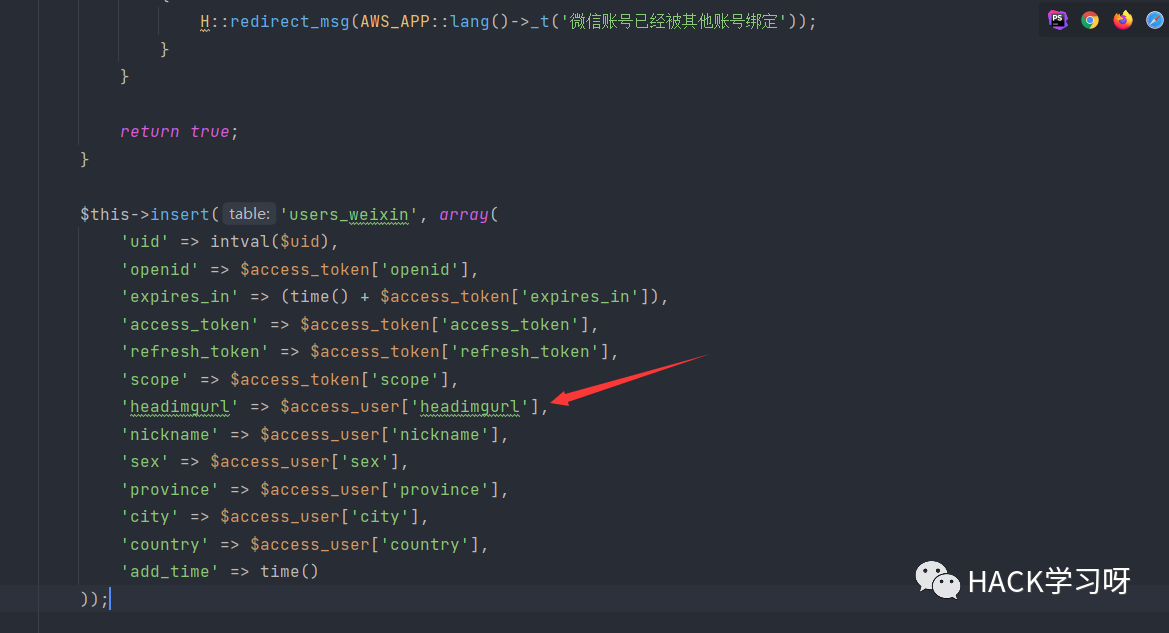 H::redirect_msg(AWS_APP::lang()->_t('微信账号已经被其他账号绑定'));
}
}
return true;
}
$this->insert( table: 'users_weixin', array(
'uid' => intval($uid),
'openid' => $access_token['openid'],
'expires_in' => (time() + $access_token['expires_in']),
'access_token' => $access_token['access_token'],
'refresh_token' => $access_token['refresh_token'],
'scope' => $access_token['scope'],
'headimgurl' => $access_user['headimgurl'],
'nickname' => $access_user['nickname'],
'sex' => $access_user['sex'],
'province' => $access_user['province'],
'city' => $access_user['city'],
'country' => $access_user['country'],
'add_time' => time()
));
PS
HACK学习呀